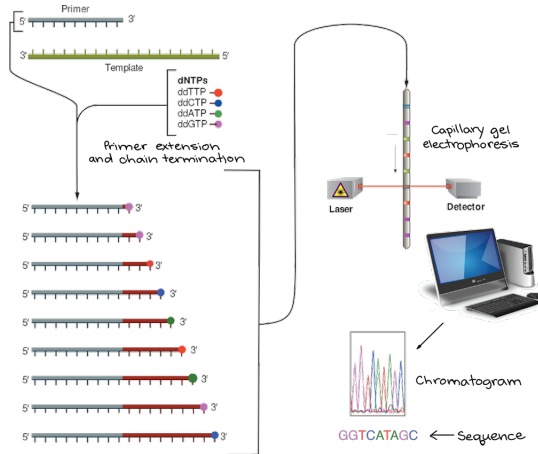 Primer
5' 3'
3' 5'
Template
dNTPs
ddTTP
ddCTP
ddATP
ddGTP
Primer extension
and chain termination
5' 3'
5' 3'
5' 3'
5' 3'
5' 3'
5' 3'
5' 3'
5' 3'
5' 3'
Capillary gel
electrophoresis
Laser
Detector
Chromatogram
GGTCATAGC
Sequence